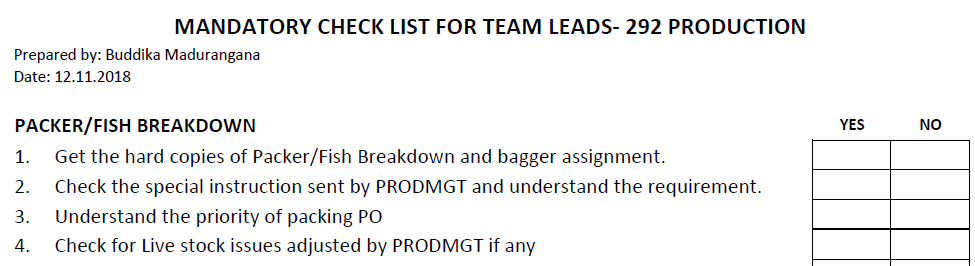 MANDATORY CHECK LIST FOR TEAM LEADS- 292 PRODUCTION
Prepared by: Buddika Madurangana
Date: 12.11.2018
PACKER/FISH BREAKDOWN YES NO
1. Get the hard copies of Packer/Fish Breakdown and bagger assignment.
2. Check the special instruction sent by PRODMGT and understand the requirement.
3. Understand the priority of packing PO
4. Check for Live stock issues adjusted by PRODMGT if any